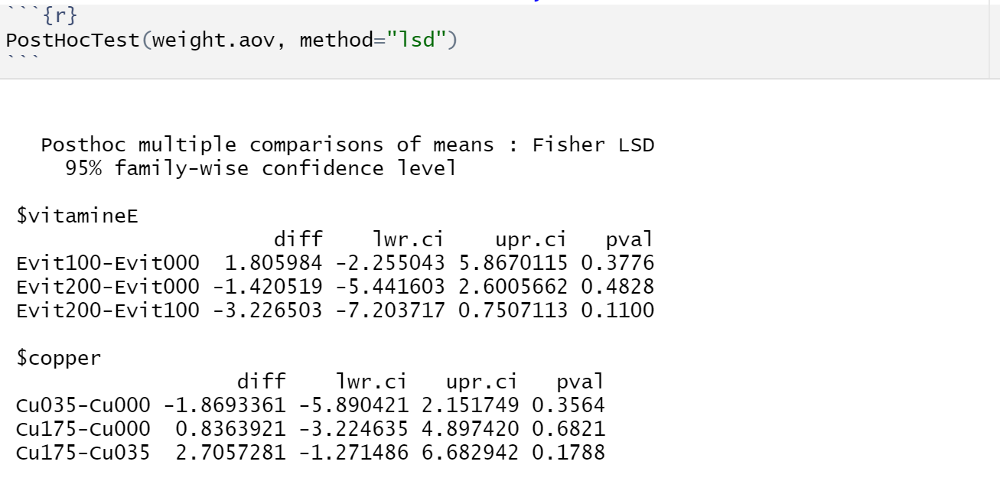 ```{r}
PostHocTest(weight.aov, method="lsd")
```
Posthoc multiple comparisons of means : Fisher LSD
95% family-wise confidence level
$vitamineE
diff lwr.ci upr.ci pval
Evit100-Evit000 1.805984 -2.255043 5.8670115 0.3776
Evit200-Evit000 -1.420519 -5.441603 2.6005662 0.4828
Evit200-Evit100 -3.226503 -7.203717 0.7507113 0.1100
$copper
diff lwr.ci upr.ci pval
Cu035-Cu000 -1.8693361 -5.890421 2.151749 0.3564
Cu175-Cu000 0.8363921 -3.224635 4.897420 0.6821
Cu175-Cu035 2.7057281 -1.271486 6.682942 0.1788